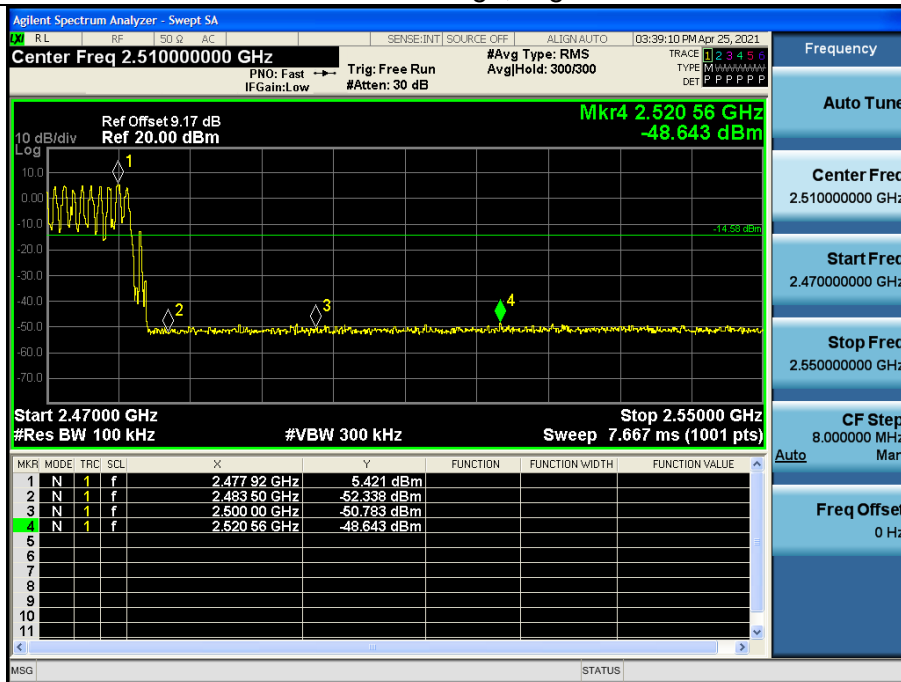 Agilent Spectrum Analyzer - Swept SA
LXI RL RF 50 Ω AC SENSE:INT SOURCE OFF ALIGN AUTO 03:39:10 PM Apr 25, 2021
Center Freq 2.510000000 GHz #Avg Type: RMS TRACE 1 2 3 4 5 6
PNO: Fast Trig: Free Run Avg|Hold: 300/300 TYPE M WWWWW
IFGain:Low #Atten: 30 dB DET P P P P P P
Mkr4 2.520 56 GHz
-48.643 dBm
Ref Offset 9.17 dB
10 dB/div Ref 20.00 dBm
Log
10.0
0.00
-10.0
-20.0
-30.0
-40.0
-50.0
-60.0
-70.0
1
2
3
4
-14.58 dBm
Start 2.47000 GHz Stop 2.55000 GHz
#Res BW 100 kHz #VBW 300 kHz Sweep 7.667 ms (1001 pts)
MKR MODE TRC SCL X Y FUNCTION FUNCTION WIDTH FUNCTION VALUE
1 N 1 f 2.477 92 GHz 5.421 dBm
2 N 1 f 2.483 50 GHz -52.338 dBm
3 N 1 f 2.500 00 GHz -50.783 dBm
4 N 1 f 2.520 56 GHz -48.643 dBm
5
6
7
8
9
10
11
MSG STATUS
Frequency
Auto Tune
Center Freq
2.510000000 GHz
Start Freq
2.470000000 GHz
Stop Freq
2.550000000 GHz
CF Step
8.000000 MHz
Auto Man
Freq Offset
0 Hz